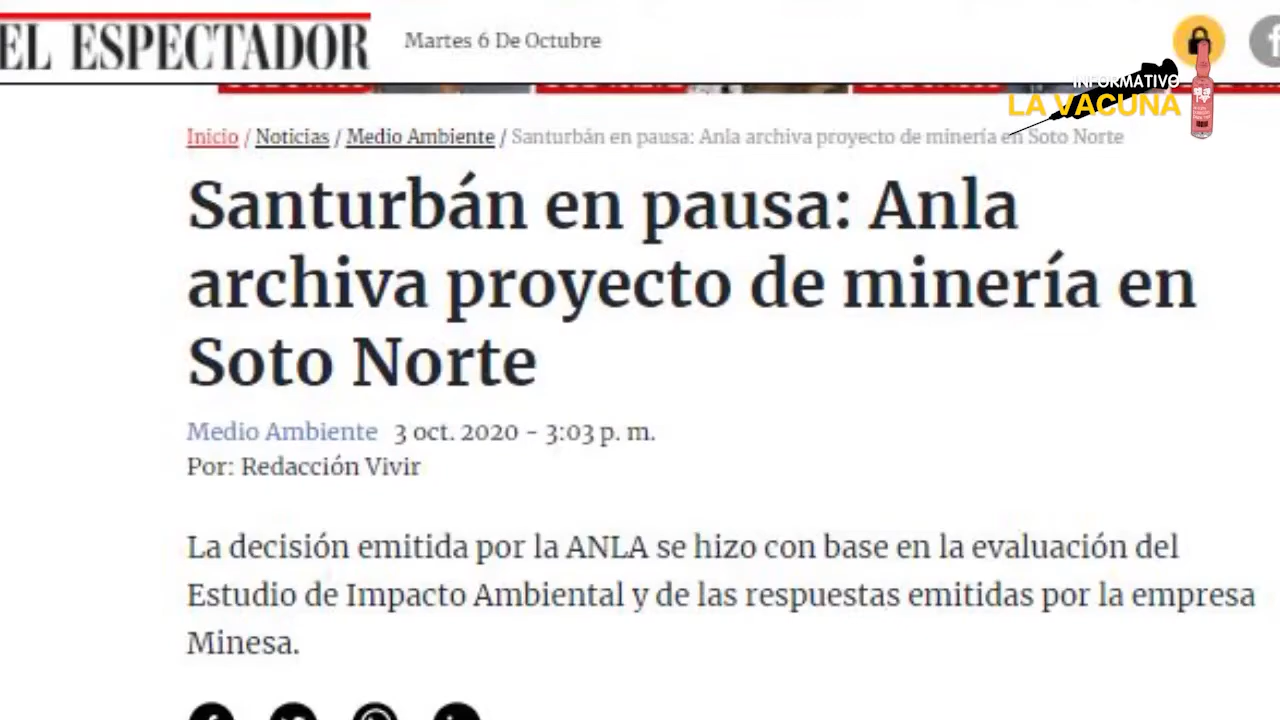 EL ESPECTADOR
Martes 6 De Octubre
INFORMATIVO
LA VACUNA
Inicio / Noticias / Medio Ambiente / Santurbán en pausa: Anla archiva proyecto de minería en Soto Norte
Santurbán en pausa: Anla
archiva proyecto de minería en
Soto Norte
Medio Ambiente 3 oct. 2020 - 3:03 p. m.
Por: Redacción Vivir
La decisión emitida por la ANLA se hizo con base en la evaluación del
Estudio de Impacto Ambiental y de las respuestas emitidas por la empresa
Minesa.